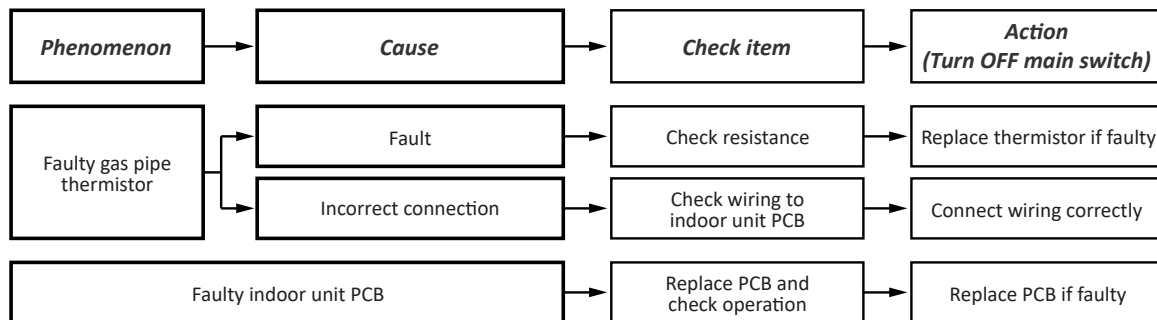 Phenomenon
Cause
Check item
Action
(Turn OFF main switch)
Faulty gas pipe
thermistor
Fault
Check resistance
Replace thermistor if faulty
Incorrect connection
Check wiring to
indoor unit PCB
Connect wiring correctly
Faulty indoor unit PCB
Replace PCB and
check operation
Replace PCB if faulty